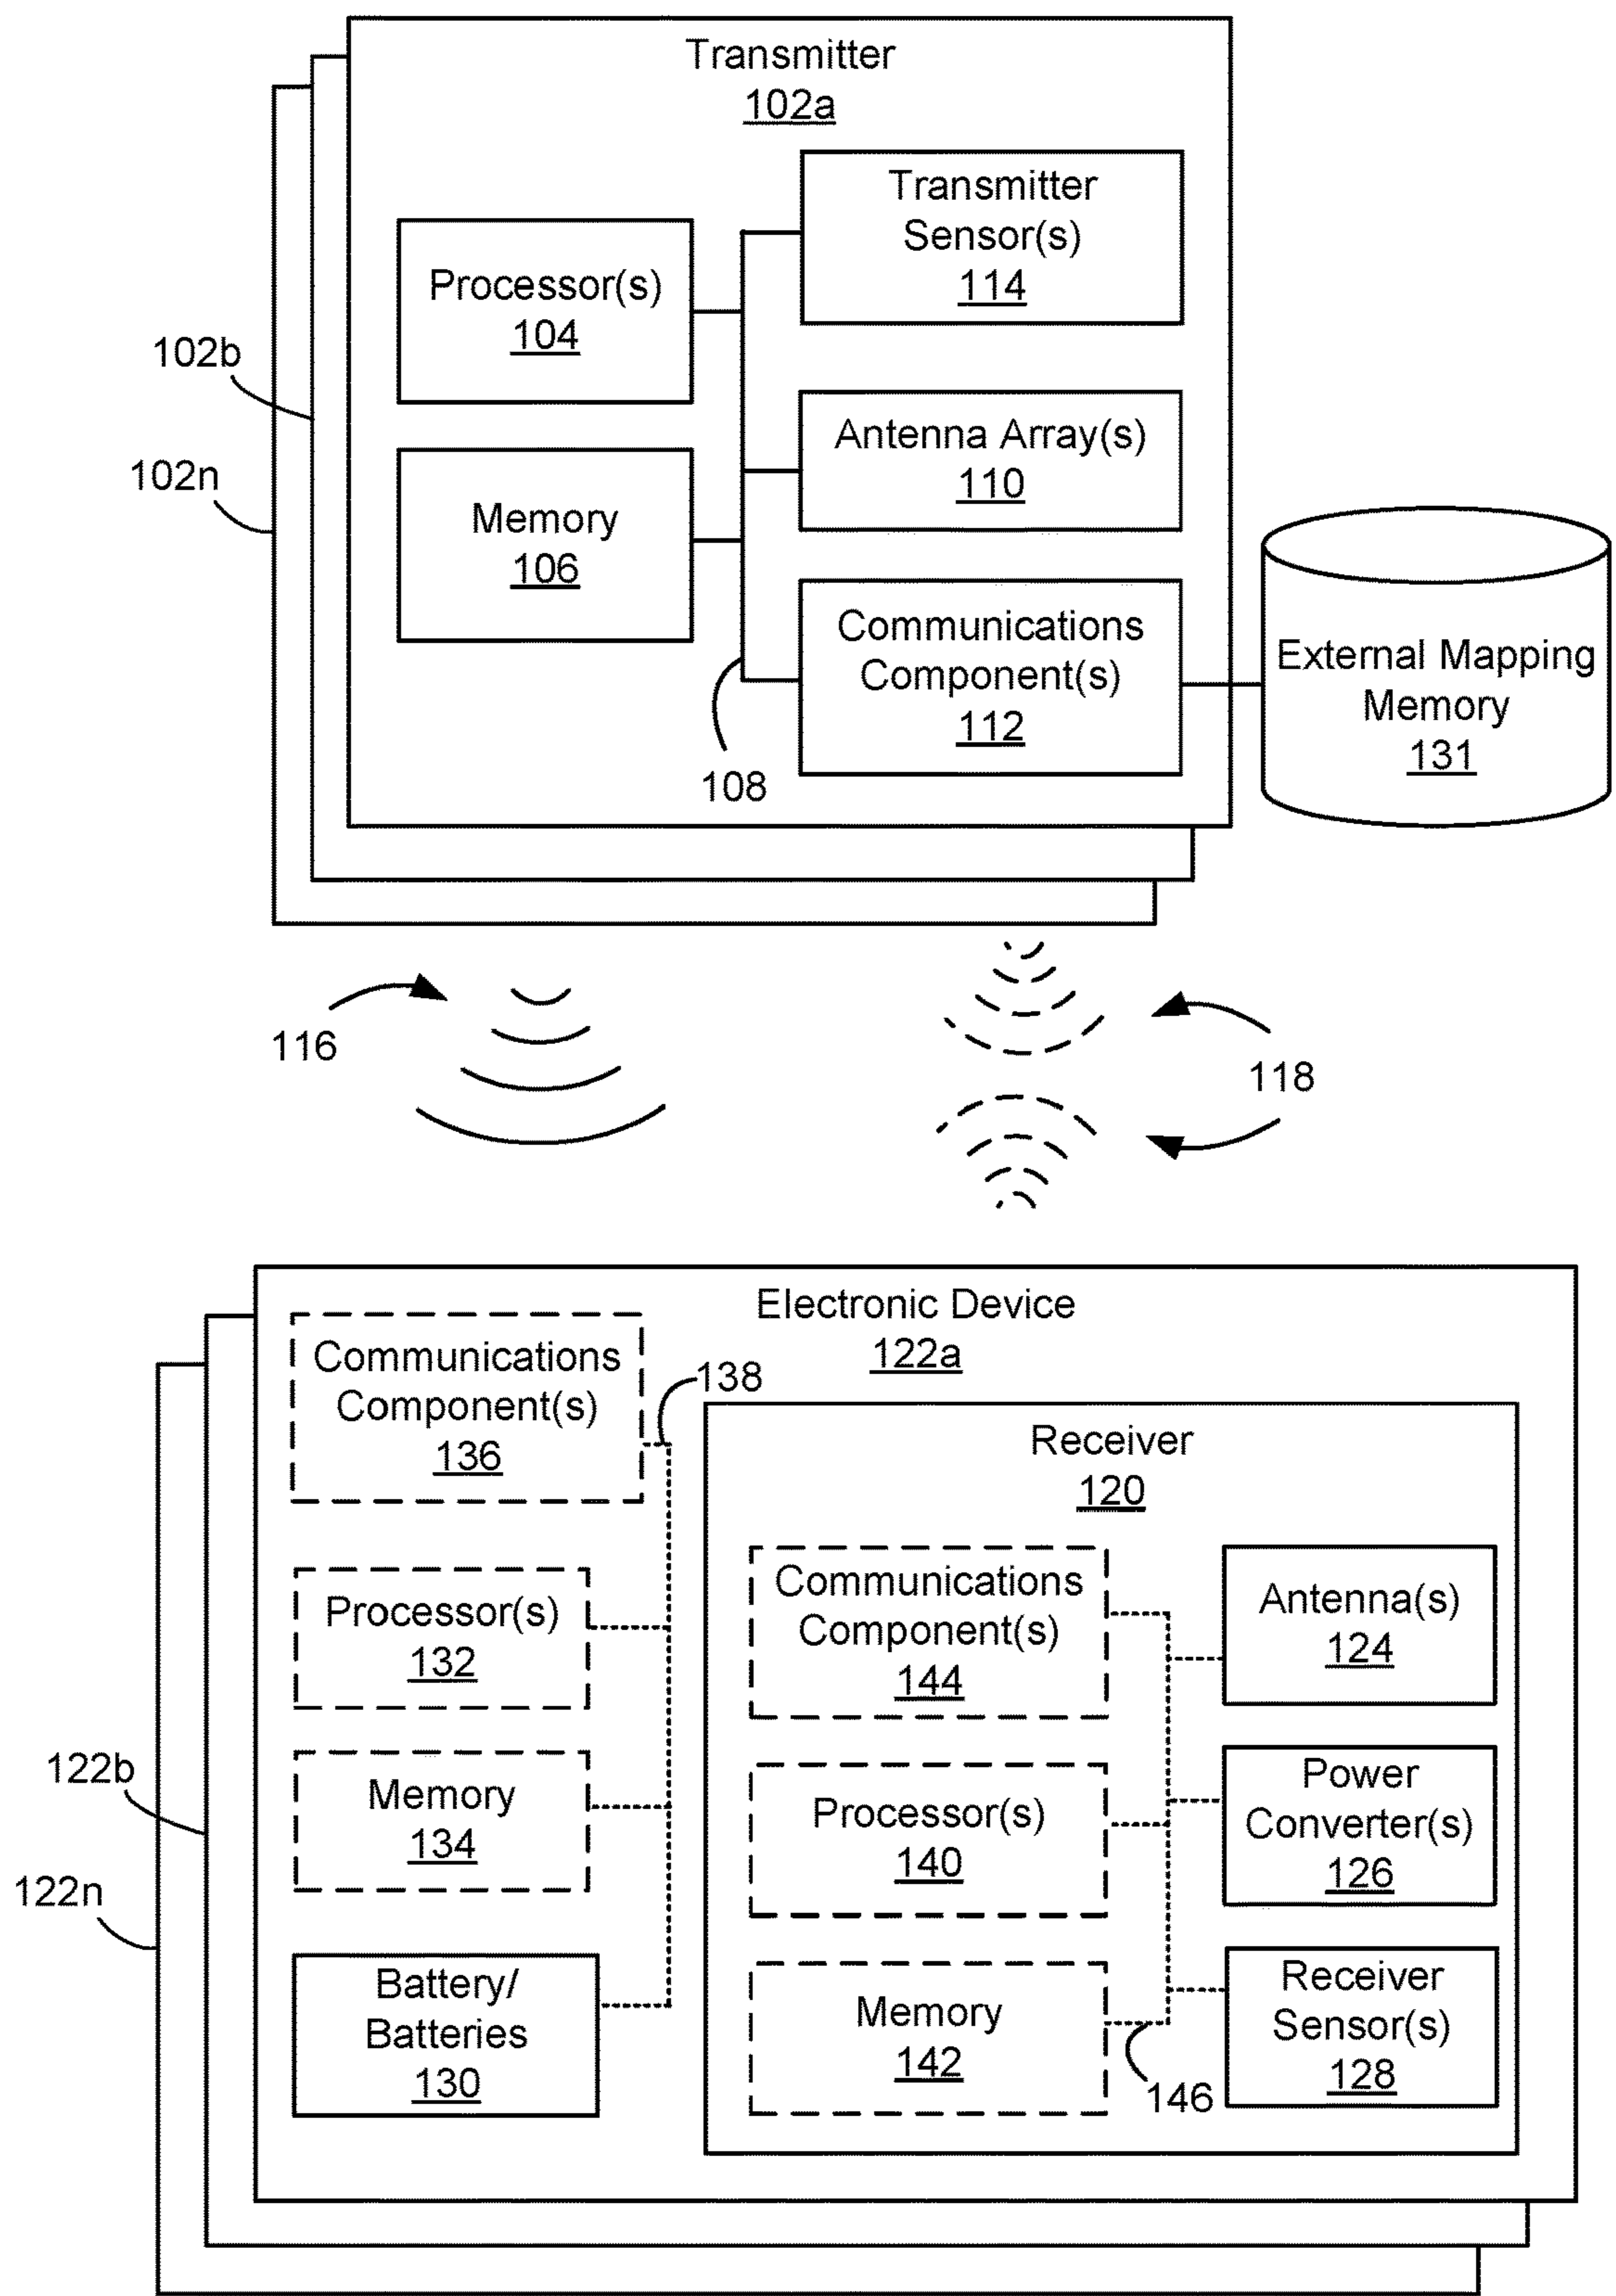 Transmitter
102a
Transmitter
Sensor(s)
114
Processor(s)
104
102b
Antenna Array(s)
110
102n
Memory
106
Communications
Component(s)
112
External Mapping
Memory
131
108
116
118
Electronic Device
122a
Communications
Component(s)
136
138
Receiver
120
Communications
Component(s)
144
Antenna(s)
124
Processor(s)
132
122b
Memory
134
Processor(s)
140
Power
Converter(s)
126
122n
Battery/
Batteries
130
Memory
142
Receiver
Sensor(s)
128
146